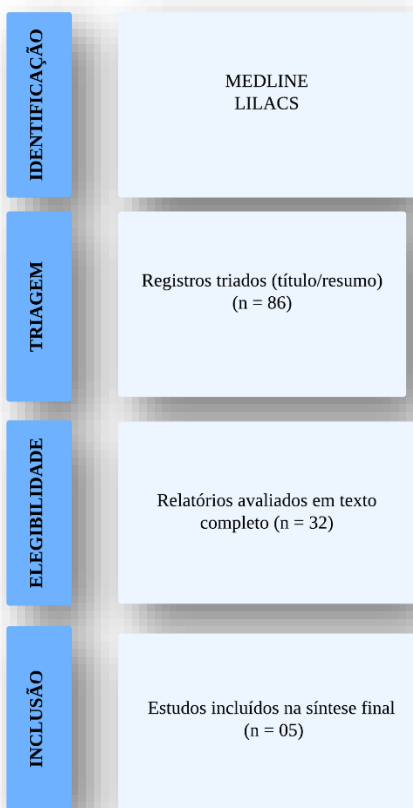 IDENTIFICAÇÃO
MEDLINE
LILACS
TRIAGEM
Registros triados (título/resumo)
(n = 86)
ELEGIBILIDADE
Relatórios avaliados em texto
completo (n = 32)
INCLUSÃO
Estudos incluídos na síntese final
(n = 05)